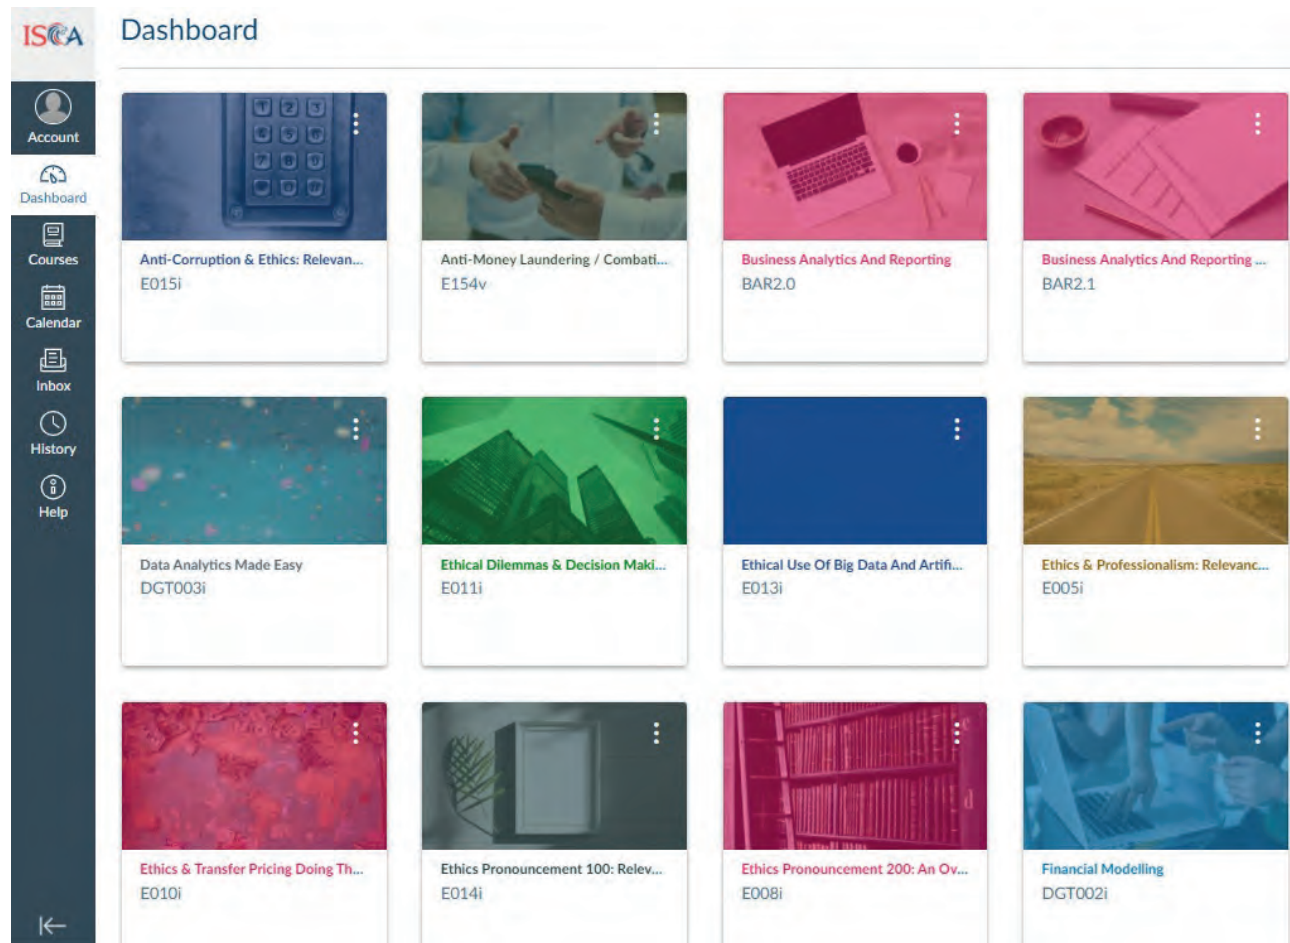 ISCA
Dashboard
Account
Dashboard
Courses
Calendar
Inbox
History
Help
Anti-Corruption & Ethics: Relevan...
E015i
Anti-Money Laundering / Combati...
E154v
Business Analytics And Reporting
BAR2.0
Business Analytics And Reporting ...
BAR2.1
Data Analytics Made Easy
DGT003i
Ethical Dilemmas & Decision Maki...
E011i
Ethical Use Of Big Data And Artifi...
E013i
Ethics & Professionalism: Relevanc...
E005i
Ethics & Transfer Pricing Doing Th...
E010i
Ethics Pronouncement 100: Relev...
E014i
Ethics Pronouncement 200: An Ov...
E008i
Financial Modelling
DGT002i